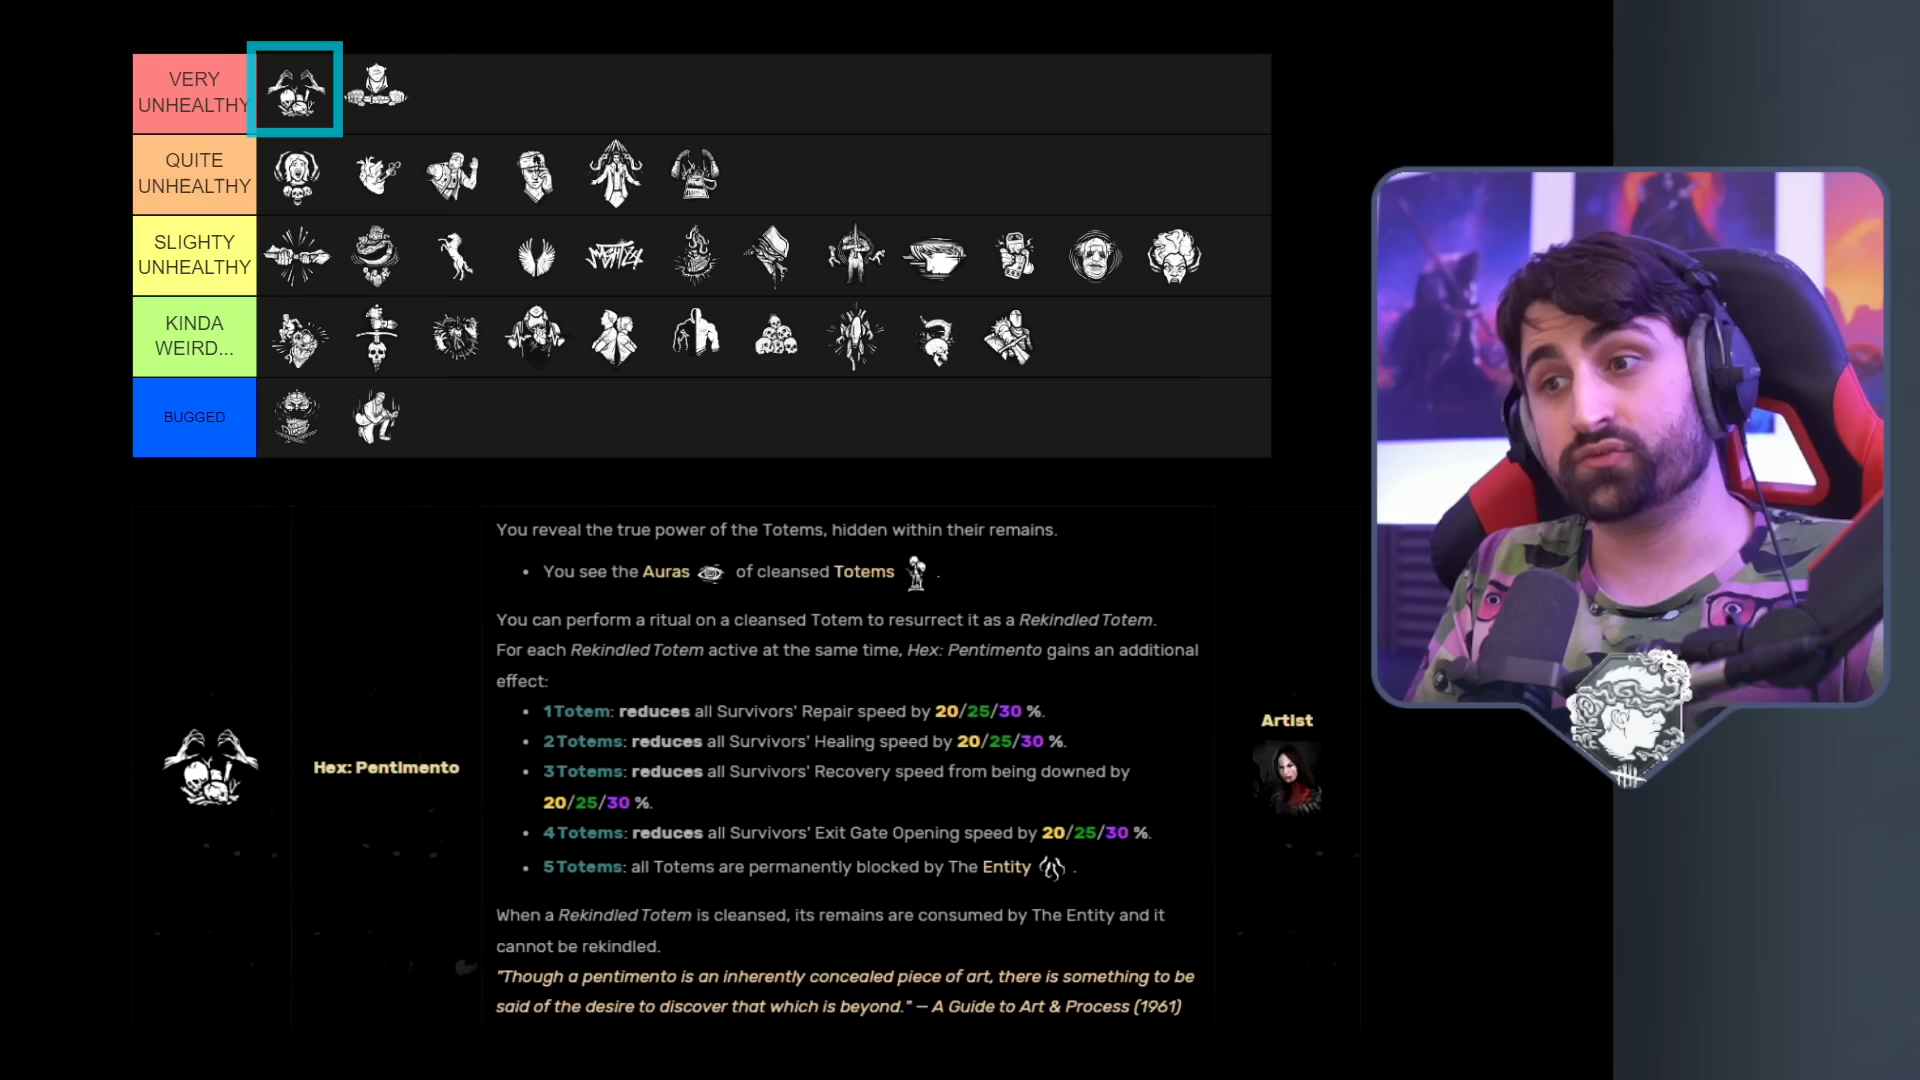 VERY
UNHEALTHY
QUITE
UNHEALTHY
SLIGHTY
UNHEALTHY
KINDA
WEIRD...
BUGGED
You reveal the true power of the Totems, hidden within their remains.
• You see the Auras of cleansed Totems .
You can perform a ritual on a cleansed Totem to resurrect it as a Rekindled Totem.
For each Rekindled Totem active at the same time, Hex: Pentimento gains an additional
effect:
• 1 Totem: reduces all Survivors' Repair speed by 20/25/30 %.
• 2 Totems: reduces all Survivors' Healing speed by 20/25/30 %.
• 3 Totems: reduces all Survivors' Recovery speed from being downed by
20/25/30 %.
• 4 Totems: reduces all Survivors' Exit Gate Opening speed by 20/25/30 %.
• 5 Totems: all Totems are permanently blocked by The Entity .
When a Rekindled Totem is cleansed, its remains are consumed by The Entity and it
cannot be rekindled.
"Though a pentimento is an inherently concealed piece of art, there is something to be
said of the desire to discover that which is beyond." — A Guide to Art & Process (1961)
Hex: Pentimento
Artist